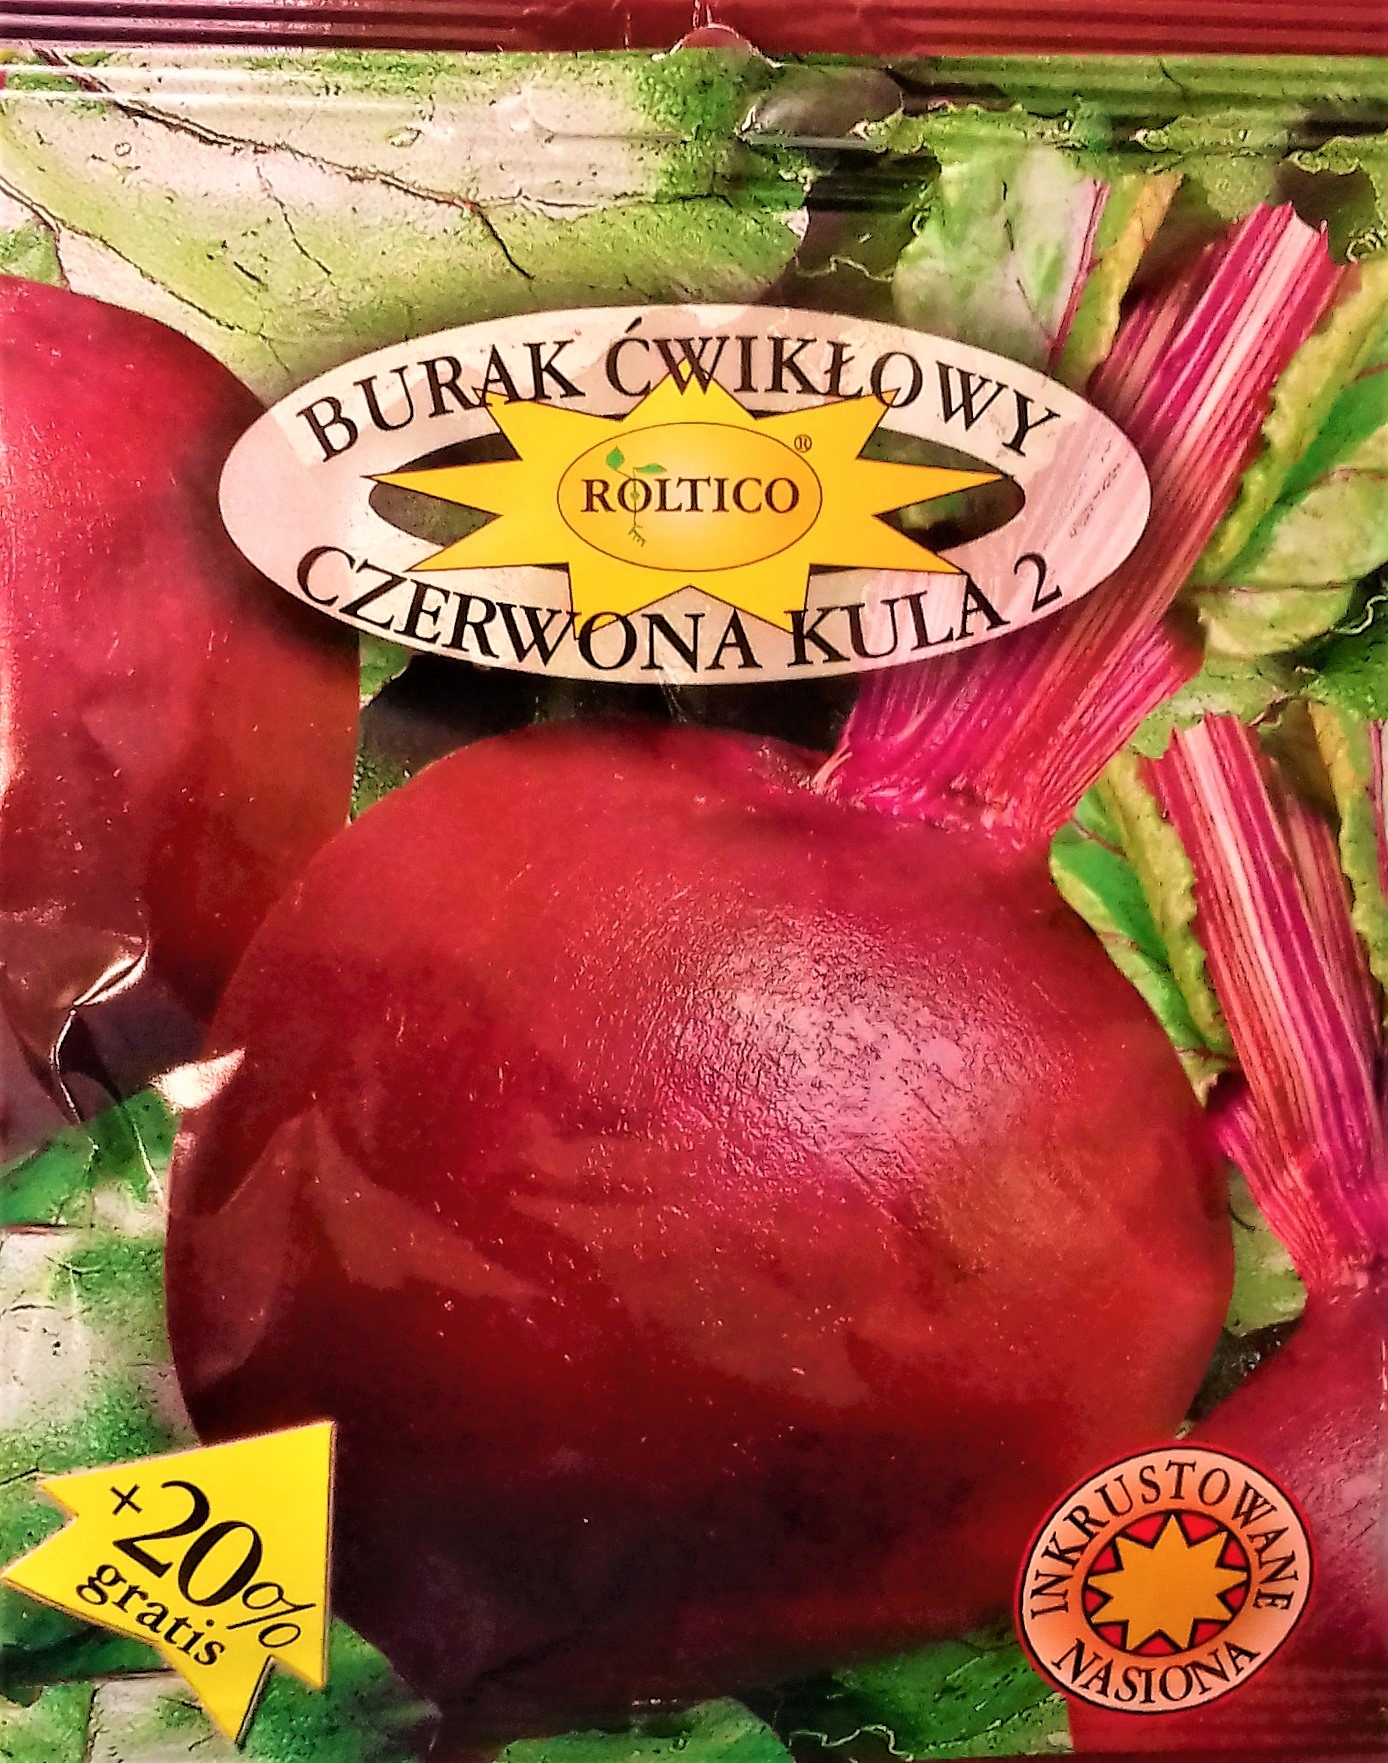 BURAK ĆWIKŁOWY
ROLTICO ®
CZERWONA KULA 2
+20%
gratis
INKRUSTOWANE
NASIONA